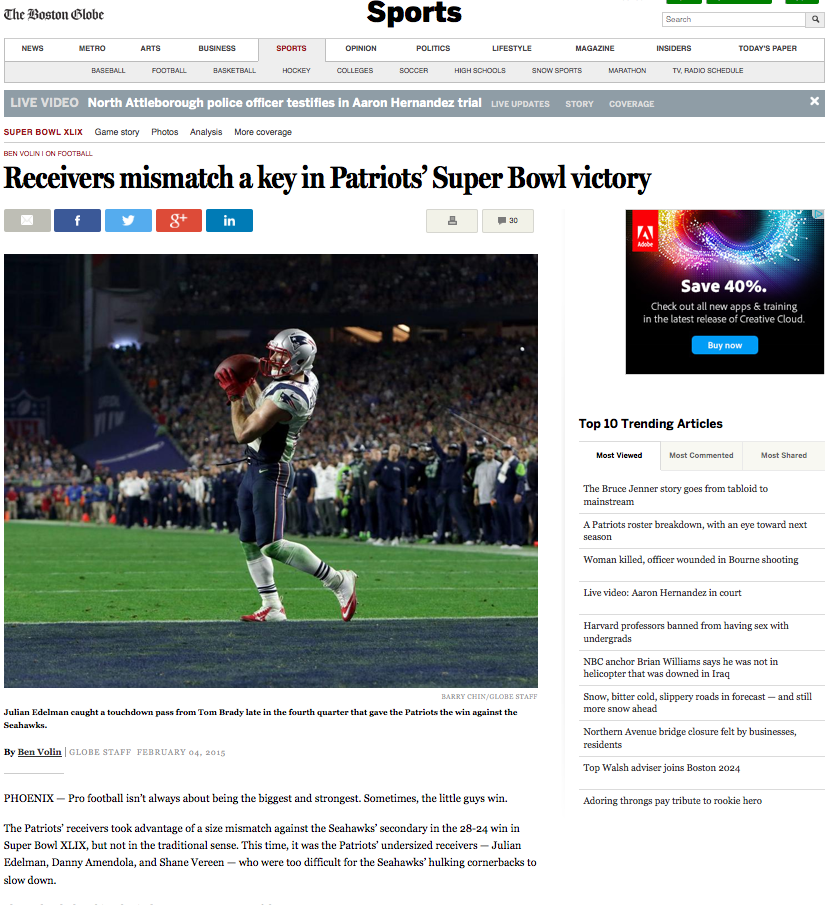 The Boston Globe
Sports
Search
NEWS METRO ARTS BUSINESS SPORTS OPINION POLITICS LIFESTYLE MAGAZINE INSIDERS TODAY'S PAPER
BASEBALL FOOTBALL BASKETBALL HOCKEY COLLEGES SOCCER HIGH SCHOOLS SNOW SPORTS MARATHON TV, RADIO SCHEDULE
LIVE VIDEO North Attleborough police officer testifies in Aaron Hernandez trial LIVE UPDATES STORY COVERAGE
SUPER BOWL XLIX Game story Photos Analysis More coverage
BEN VOLIN | ON FOOTBALL
Receivers mismatch a key in Patriots' Super Bowl victory
f g+ in 30
BARRY CHIN/GLOBE STAFF
Julian Edelman caught a touchdown pass from Tom Brady late in the fourth quarter that gave the Patriots the win against the
Seahawks.
By Ben Volin | GLOBE STAFF FEBRUARY 04, 2015
PHOENIX — Pro football isn't always about being the biggest and strongest. Sometimes, the little guys win.
The Patriots' receivers took advantage of a size mismatch against the Seahawks' secondary in the 28-24 win in
Super Bowl XLIX, but not in the traditional sense. This time, it was the Patriots' undersized receivers — Julian
Edelman, Danny Amendola, and Shane Vereen — who were too difficult for the Seahawks' hulking cornerbacks to
slow down.
Adobe
Save 40%.
Check out all new apps & training
in the latest release of Creative Cloud.
Buy now
Top 10 Trending Articles
Most Viewed Most Commented Most Shared
The Bruce Jenner story goes from tabloid to
mainstream
A Patriots roster breakdown, with an eye toward next
season
Woman killed, officer wounded in Bourne shooting
Live video: Aaron Hernandez in court
Harvard professors banned from having sex with
undergrads
NBC anchor Brian Williams says he was not in
helicopter that was downed in Iraq
Snow, bitter cold, slippery roads in forecast — and still
more snow ahead
Northern Avenue bridge closure felt by businesses,
residents
Top Walsh adviser joins Boston 2024
Adoring throngs pay tribute to rookie hero